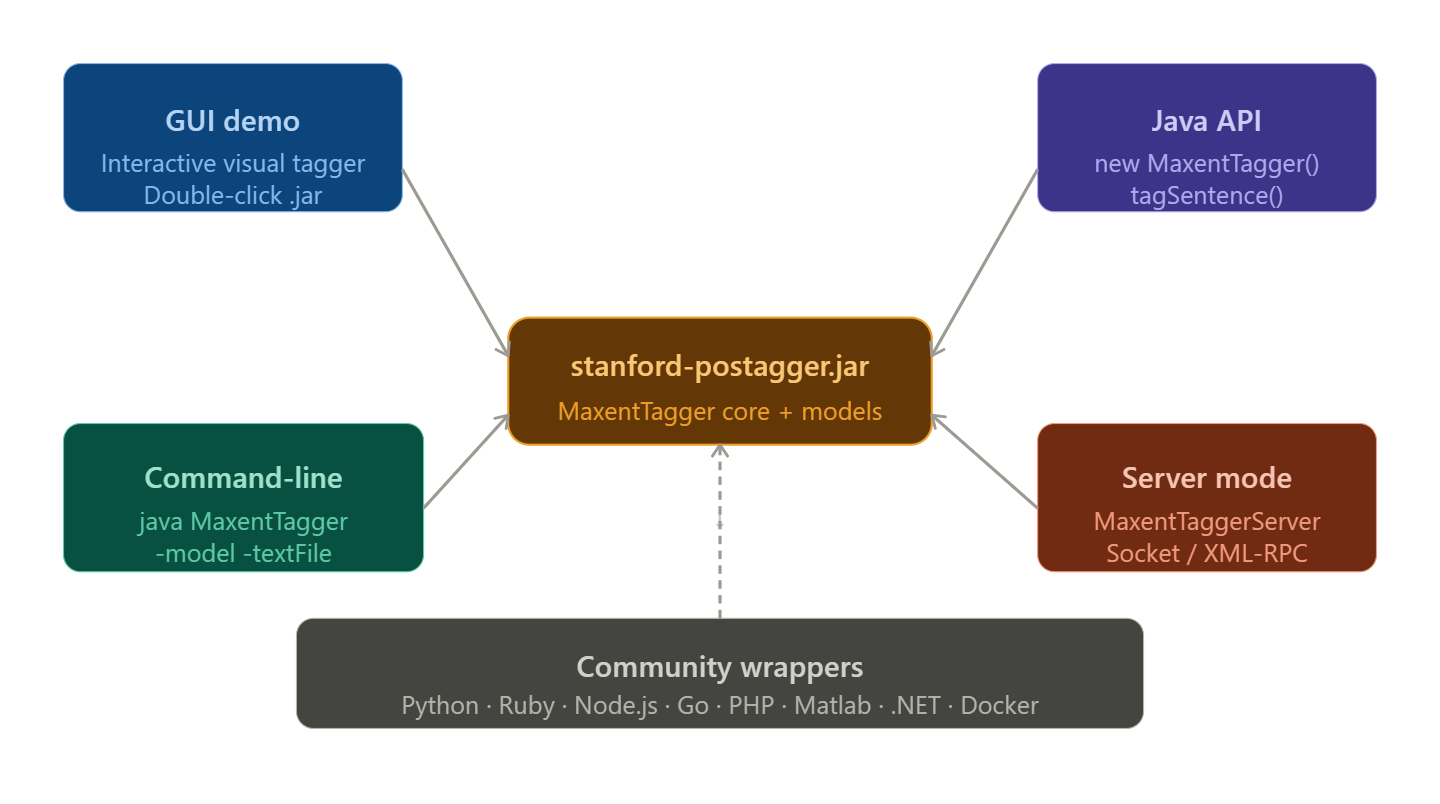 GUI demo
Interactive visual tagger
Double-click .jar
Java API
new MaxentTagger()
tagSentence()
stanford-postagger.jar
MaxentTagger core + models
Command-line
java MaxentTagger
-model -textFile
Server mode
MaxentTaggerServer
Socket / XML-RPC
Community wrappers
Python · Ruby · Node.js · Go · PHP · Matlab · .NET · Docker